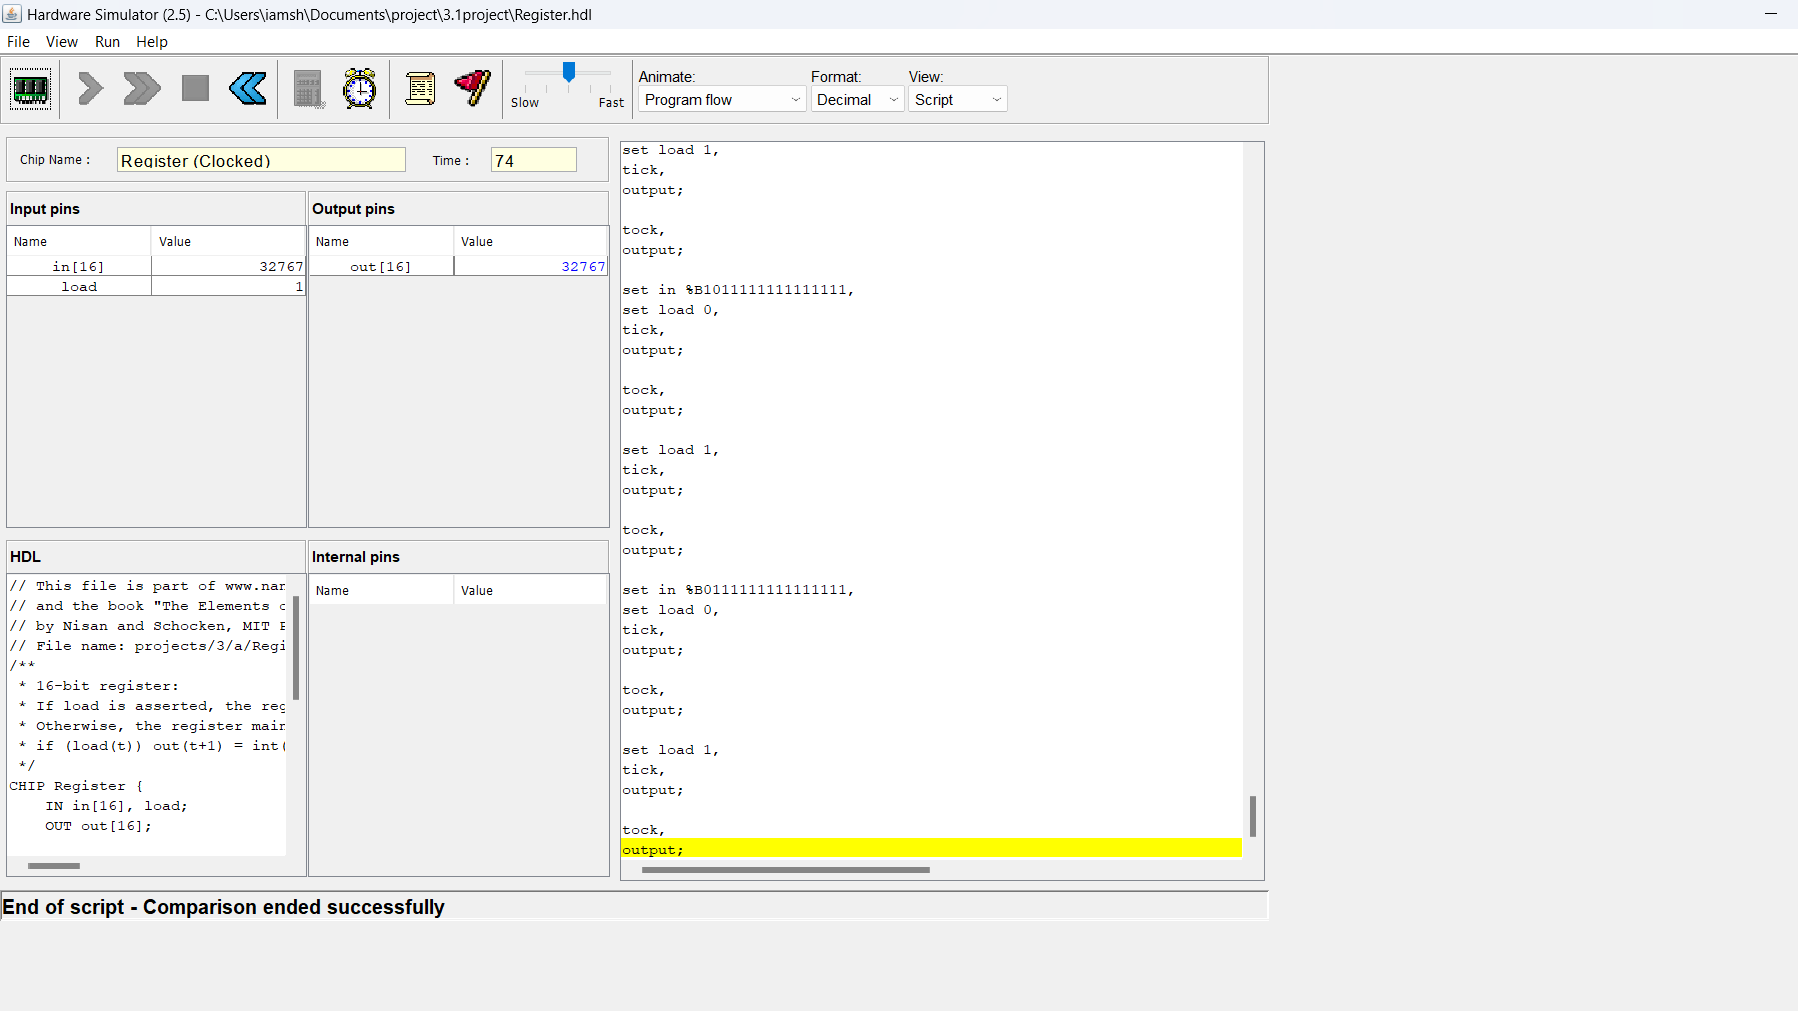 Hardware Simulator (2.5) - C:\Users\iamsh\Documents\project\3.1project\Register.hdl
File View Run Help
Animate: Format: View:
Slow Fast Program flow Decimal Script
Chip Name : Register (Clocked) Time : 74
Input pins
Name Value
in[16] 32767
load 1
Output pins
Name Value
out[16] 32767
HDL
// This file is part of www.nan
// and the book "The Elements o
// by Nisan and Schocken, MIT P
// File name: projects/3/a/Regi
/**
* 16-bit register:
* If load is asserted, the reg
* Otherwise, the register main
* if (load(t)) out(t+1) = int(
*/
CHIP Register {
IN in[16], load;
OUT out[16];
Internal pins
Name Value
set load 1,
tick,
output;
tock,
output;
set in %B1011111111111111,
set load 0,
tick,
output;
tock,
output;
set load 1,
tick,
output;
tock,
output;
set in %B0111111111111111,
set load 0,
tick,
output;
tock,
output;
set load 1,
tick,
output;
tock,
output;
End of script - Comparison ended successfully